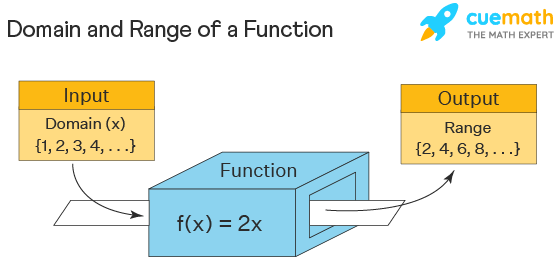 Domain and Range of a Function
cuemath
THE MATH EXPERT
Input
Domain (x)
{1, 2, 3, 4, . . .}
Output
Range
{2, 4, 6, 8, . . .}
Function
f(x) = 2x